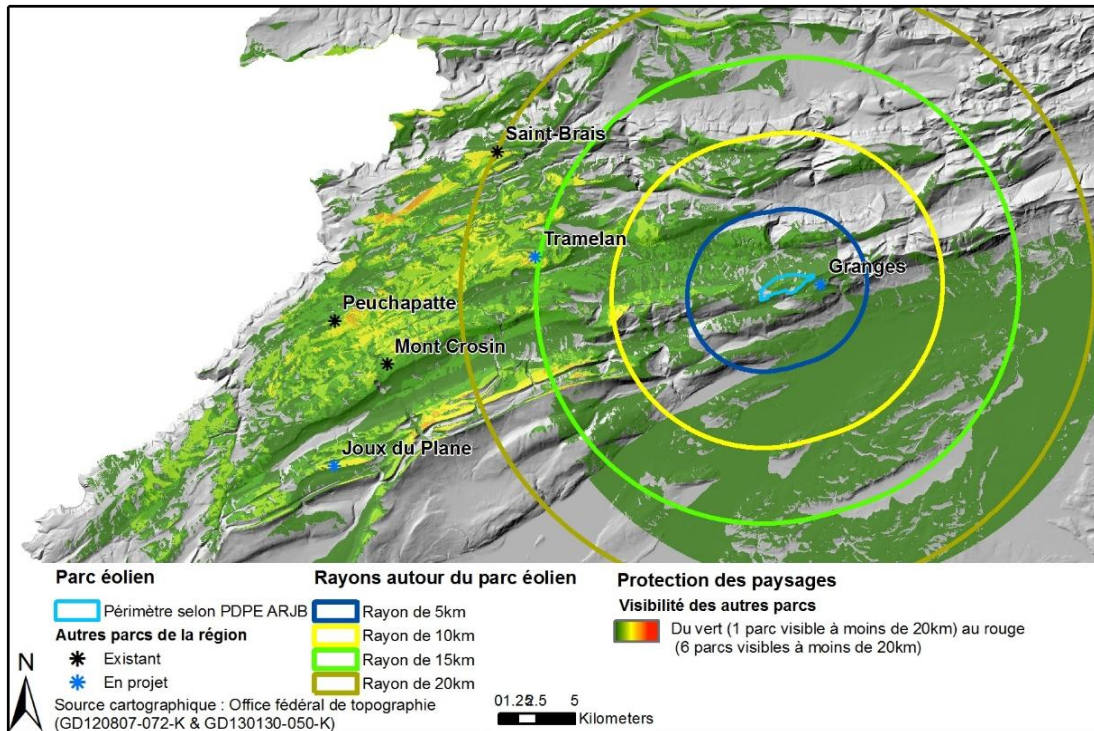 Saint-Brais
Tramelan
Granges
Peuchapatte
Mont Crosin
Joux du Plane
Parc éolien
Périmètre selon PDPE ARJB
Autres parcs de la région
Existant
En projet
N
Source cartographique : Office fédéral de topographie
(GD120807-072-K & GD130130-050-K)
Rayons autour du parc éolien
Rayon de 5km
Rayon de 10km
Rayon de 15km
Rayon de 20km
01.252.5 5
Kilometers
Protection des paysages
Visibilité des autres parcs
Du vert (1 parc visible à moins de 20km) au rouge
(6 parcs visibles à moins de 20km)